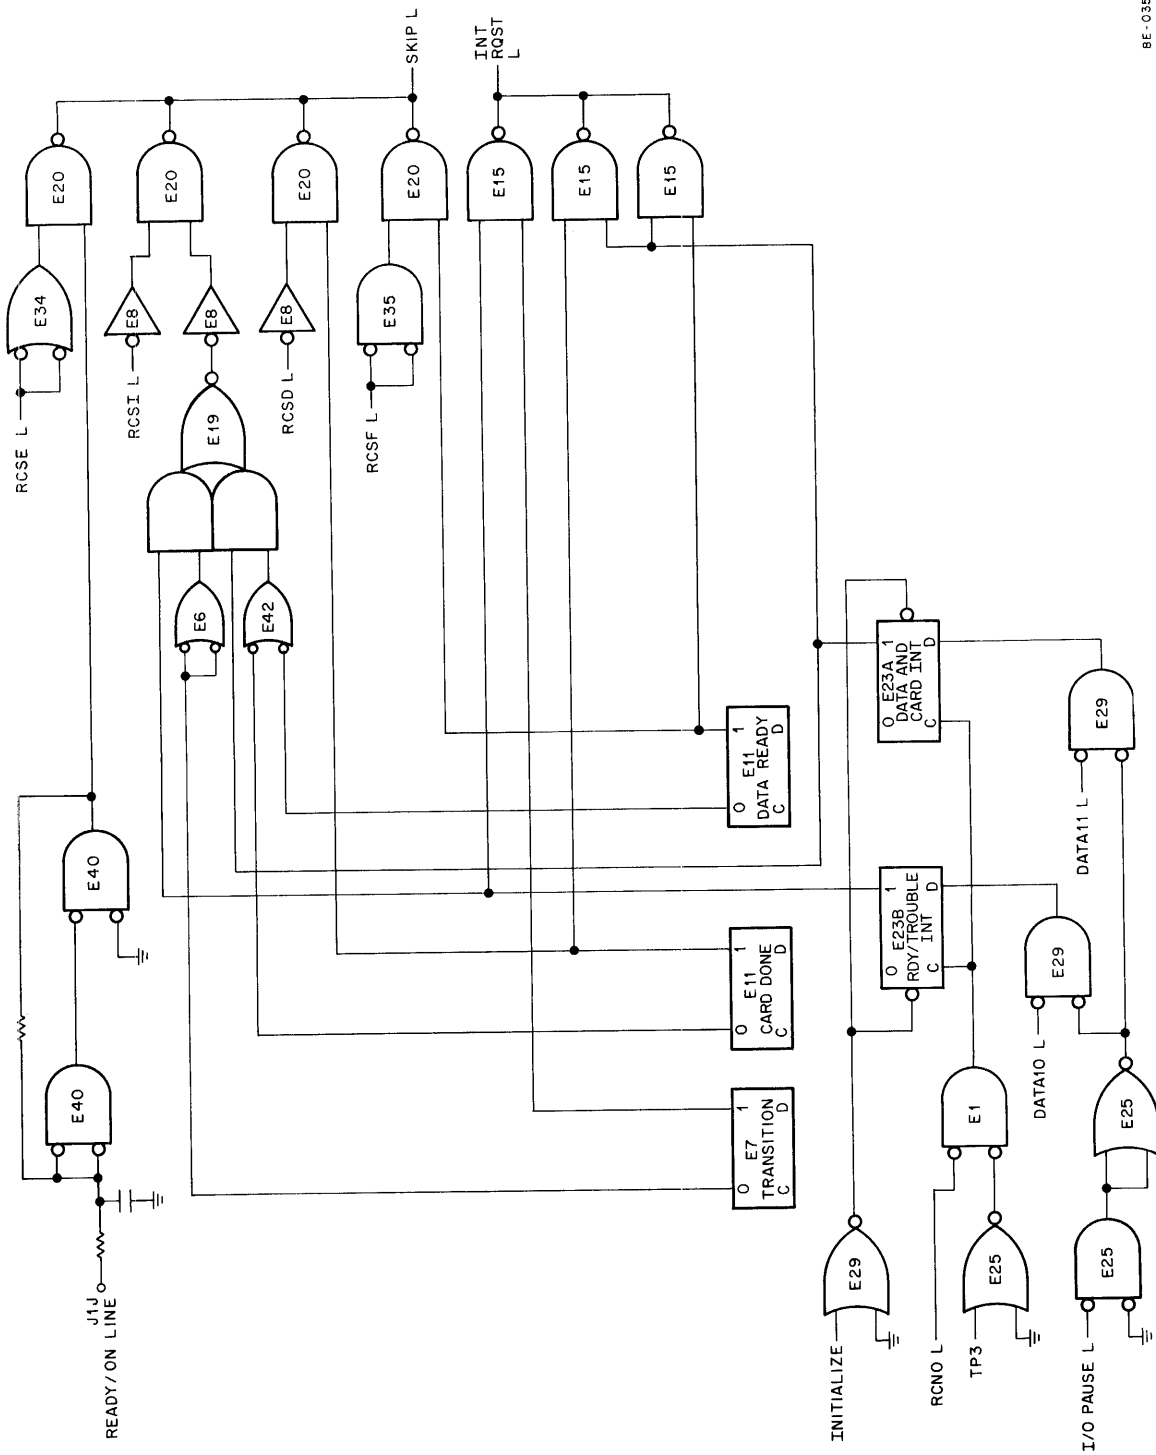 BE-035
E20
SKIP L
INT
RQST
L
E34
RCSE L
E20
E8
RCSI L
E8
E19
E20
E8
RCSD L
E20
E35
RCSF L
E15
E15
E15
E6
E42
E40
E40
J1J
READY/ON LINE
0 1
E7
TRANSITION
C D
0 1
E11
CARD DONE
C D
0 1
E11
DATA READY
C D
0 E23B 1
RDY/TROUBLE
INT
C D
0 E23A 1
DATA AND
CARD INT
C D
INITIALIZE
E29
RCNO L
E1
TP3
E25
DATA10 L
E29
DATA11 L
E29
I/O PAUSE L
E25
E25